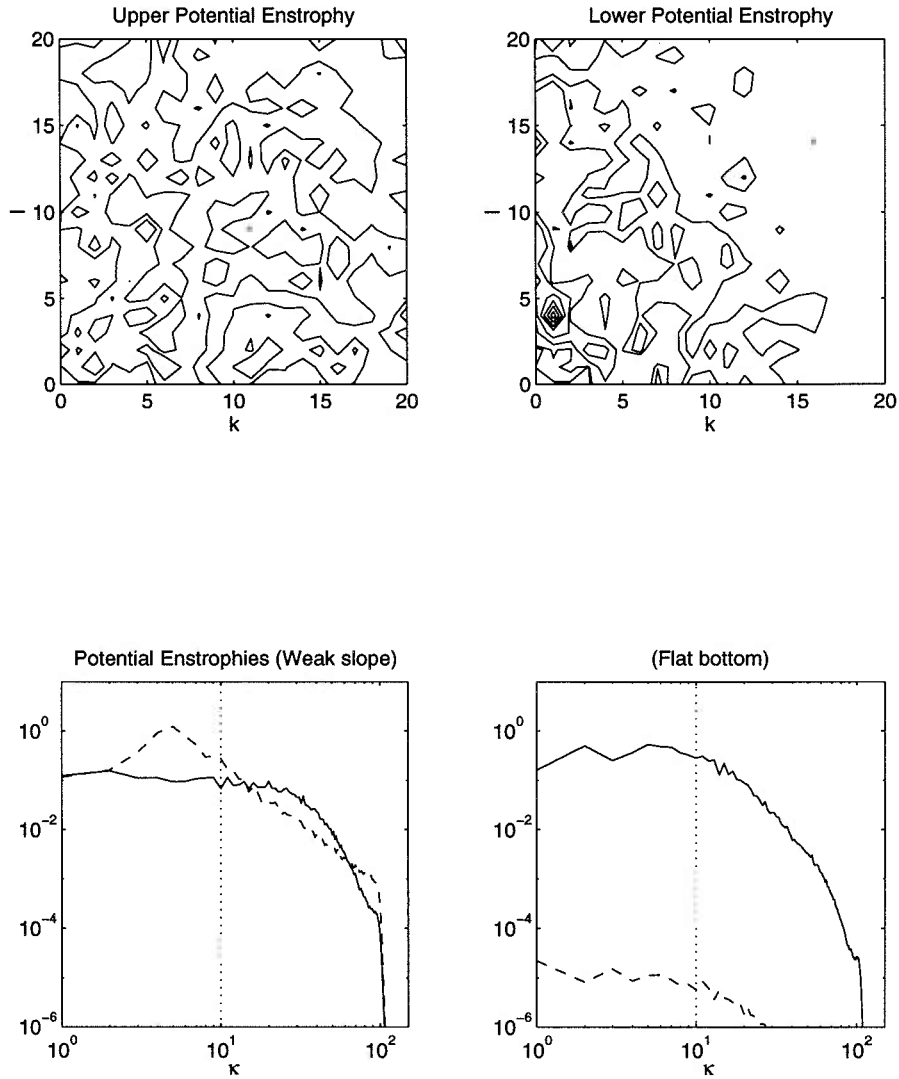 Upper Potential Enstrophy
20
15
10
5
0
l
0 5 10 15 20
k
Lower Potential Enstrophy
20
15
10
5
0
l
0 5 10 15 20
k
Potential Enstrophies (Weak slope)
10^0
10^-2
10^-4
10^-6
10^0 10^1 10^2
κ
(Flat bottom)
10^0
10^-2
10^-4
10^-6
10^0 10^1 10^2
κ